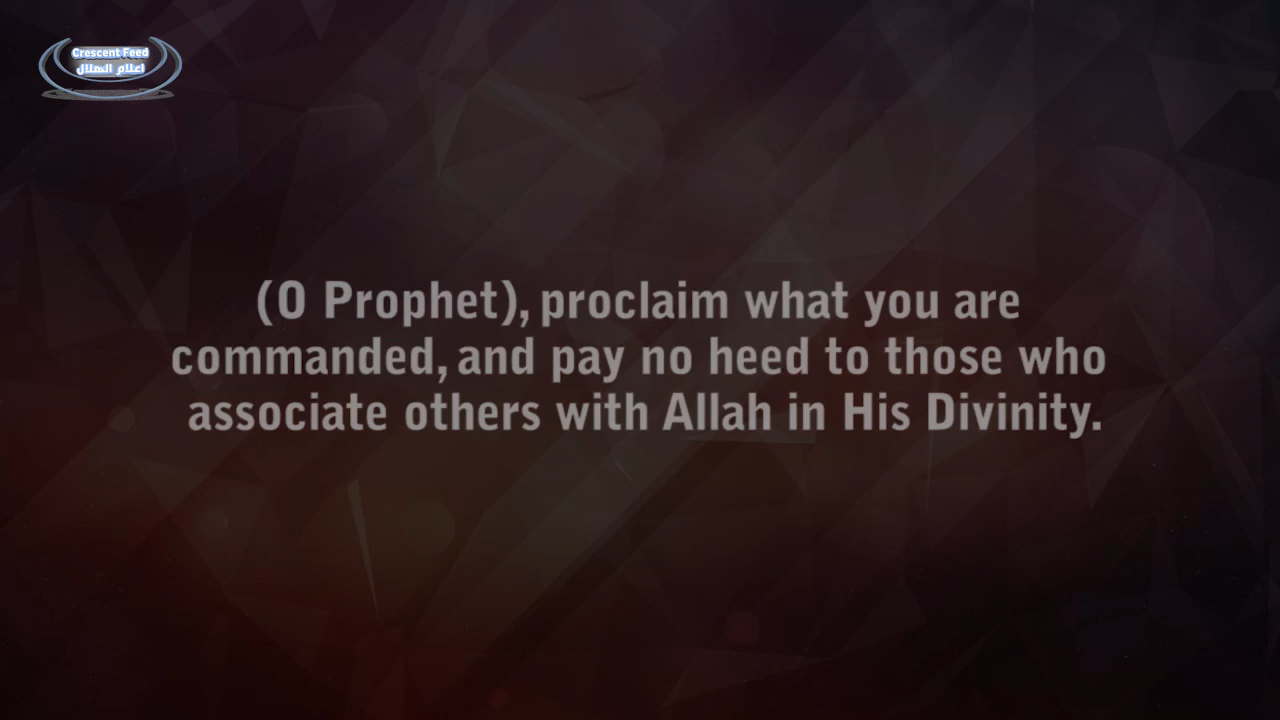 Crescent Feed
اعلام الهلال
(O Prophet), proclaim what you are
commanded, and pay no heed to those who
associate others with Allah in His Divinity.